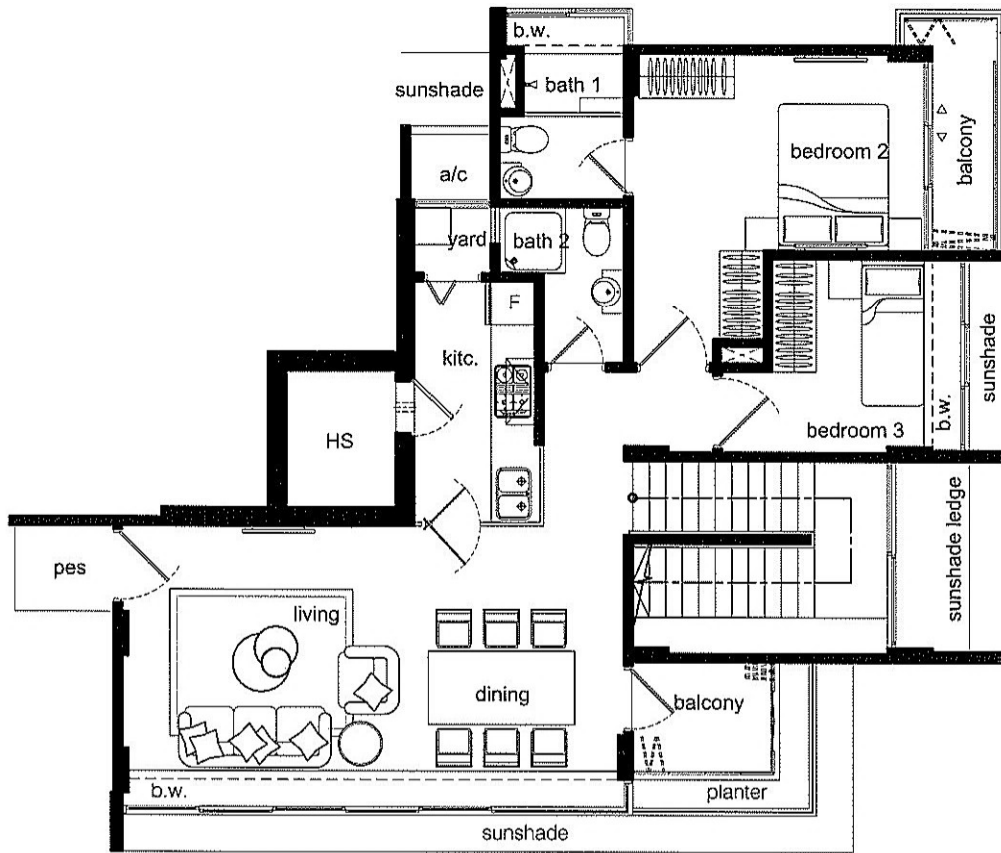 b.w.
bath 1
sunshade
bedroom 2
balcony
a/c
yard
bath 2
F
kitc.
sunshade
b.w.
HS
bedroom 3
sunshade ledge
pes
living
dining
balcony
b.w.
planter
sunshade